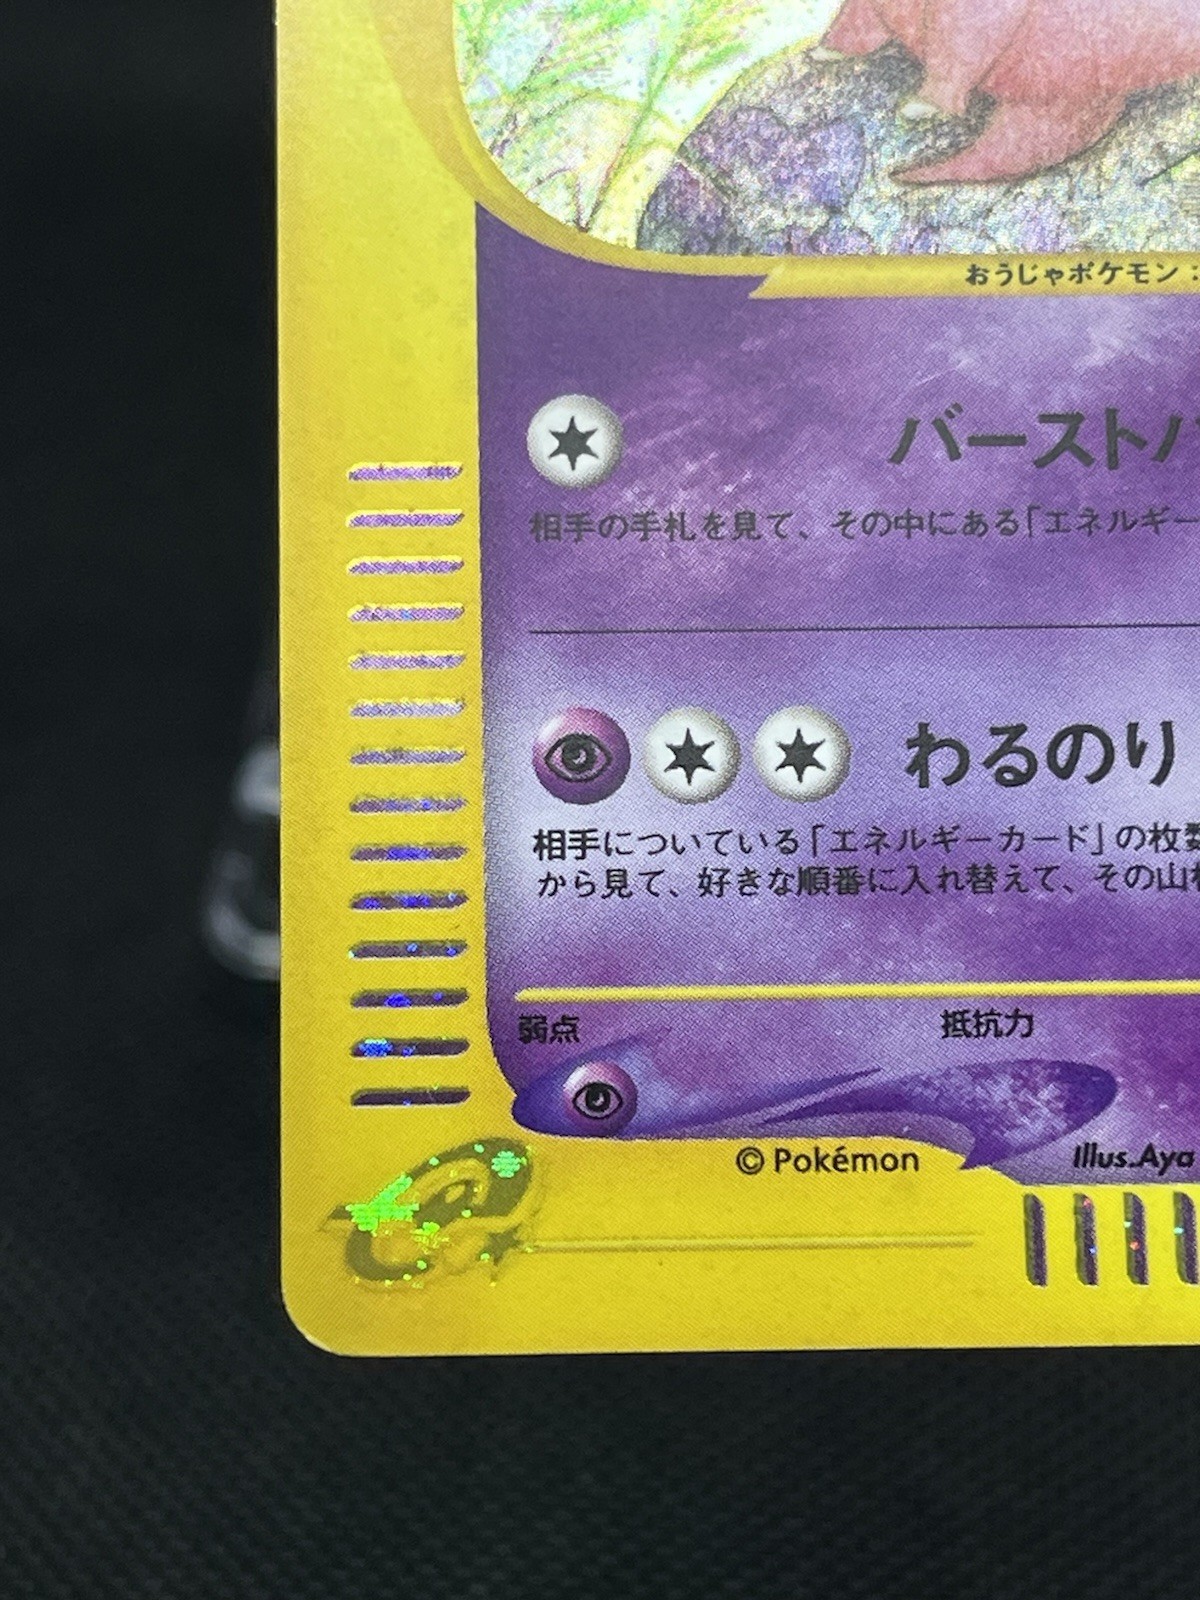 おうじゃポケモン：
バースト
相手の手札を見て、その中にある「エネルギー
わるのり
相手についている「エネルギーカード」の枚数
から見て、好きな順番に入れ替えて、その山札
弱点
抵抗力
© Pokémon
Illus.Aya